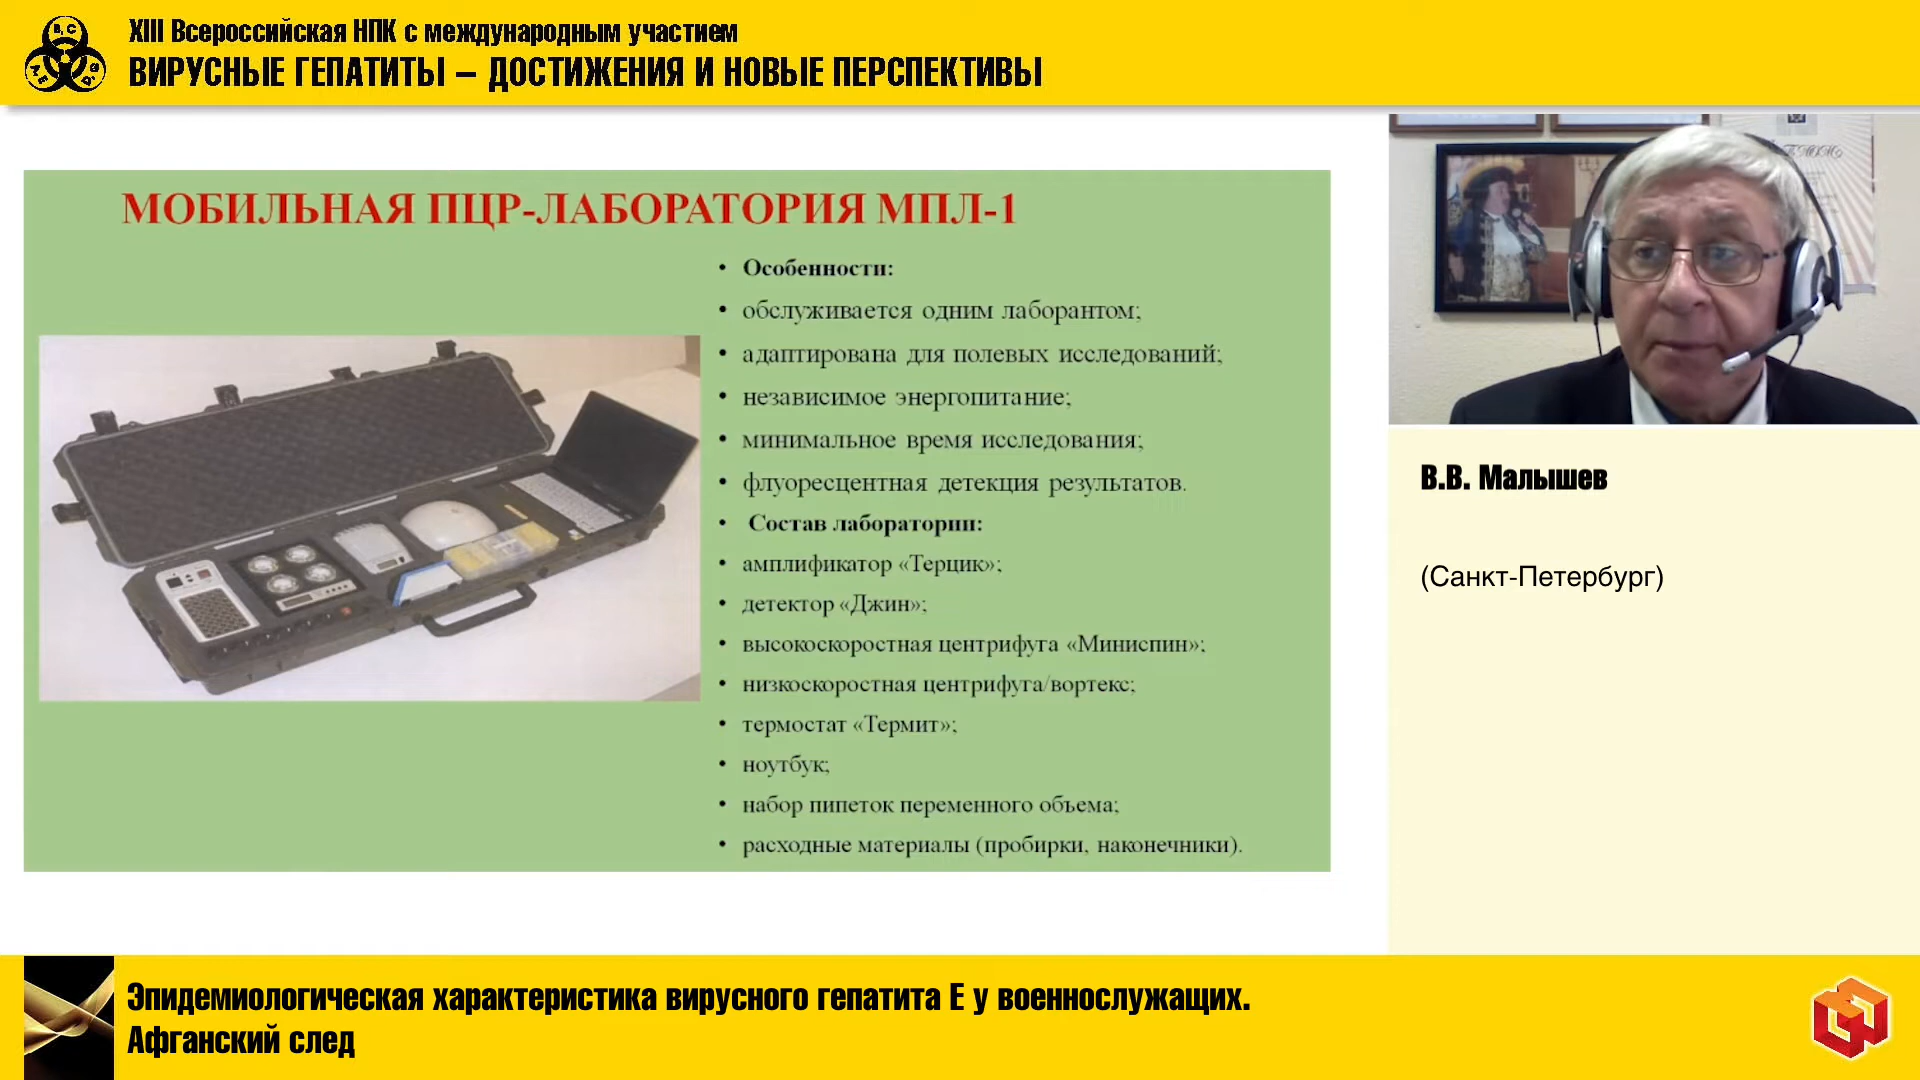 XIII Всероссийская НПК с международным участием
ВИРУСНЫЕ ГЕПАТИТЫ – ДОСТИЖЕНИЯ И НОВЫЕ ПЕРСПЕКТИВЫ
МОБИЛЬНАЯ ПЦР-ЛАБОРАТОРИЯ МПЛ-1
• Особенности:
• обслуживается одним лаборантом;
• адаптирована для полевых исследований;
• независимое энергопитание;
• минимальное время исследования;
• флуоресцентная детекция результатов.
• Состав лаборатории:
• амплификатор «Терцик»;
• детектор «Джин»;
• высокоскоростная центрифуга «Миниспин»;
• низкоскоростная центрифуга/вортекс;
• термостат «Термит»;
• ноутбук;
• набор пипеток переменного объема;
• расходные материалы (пробирки, наконечники).
В.В. Малышев
(Санкт-Петербург)
Эпидемиологическая характеристика вирусного гепатита Е у военнослужащих.
Афганский след